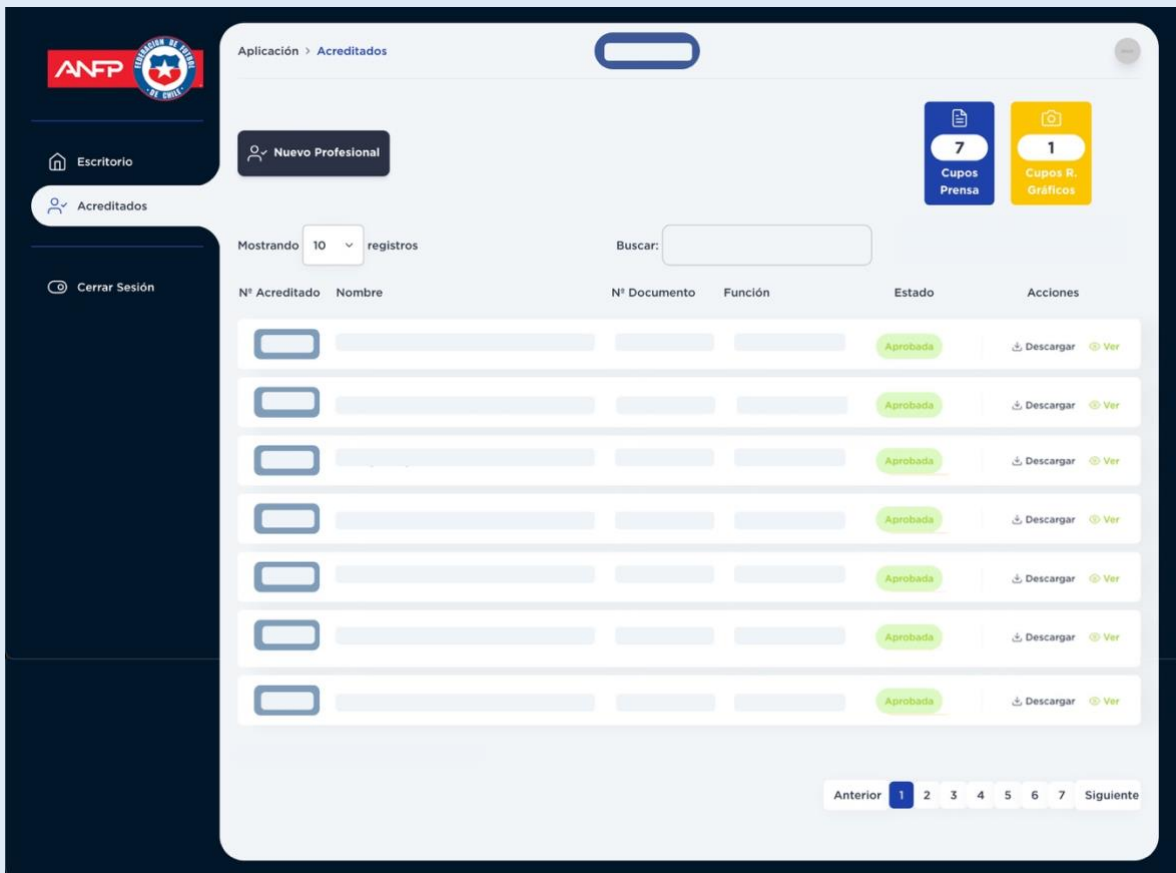 ANFP
FEDERACION DE FUTBOL
DE CHILE
Aplicación > Acreditados
Escritorio
Acreditados
Cerrar Sesión
Nuevo Profesional
7
Cupos
Prensa
1
Cupos R.
Gráficos
Mostrando 10 registros
Buscar:
Nº Acreditado Nombre Nº Documento Función Estado Acciones
Aprobada Descargar Ver
Aprobada Descargar Ver
Aprobada Descargar Ver
Aprobada Descargar Ver
Aprobada Descargar Ver
Aprobada Descargar Ver
Aprobada Descargar Ver
Anterior 1 2 3 4 5 6 7 Siguiente